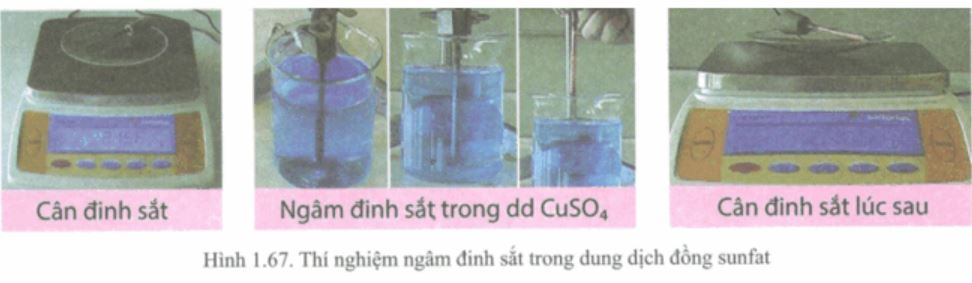 Cân đinh sắt
Ngâm đinh sắt trong dd CuSO₄
Cân đinh sắt lúc sau
Hình 1.67. Thí nghiệm ngâm đinh sắt trong dung dịch đồng sunfat